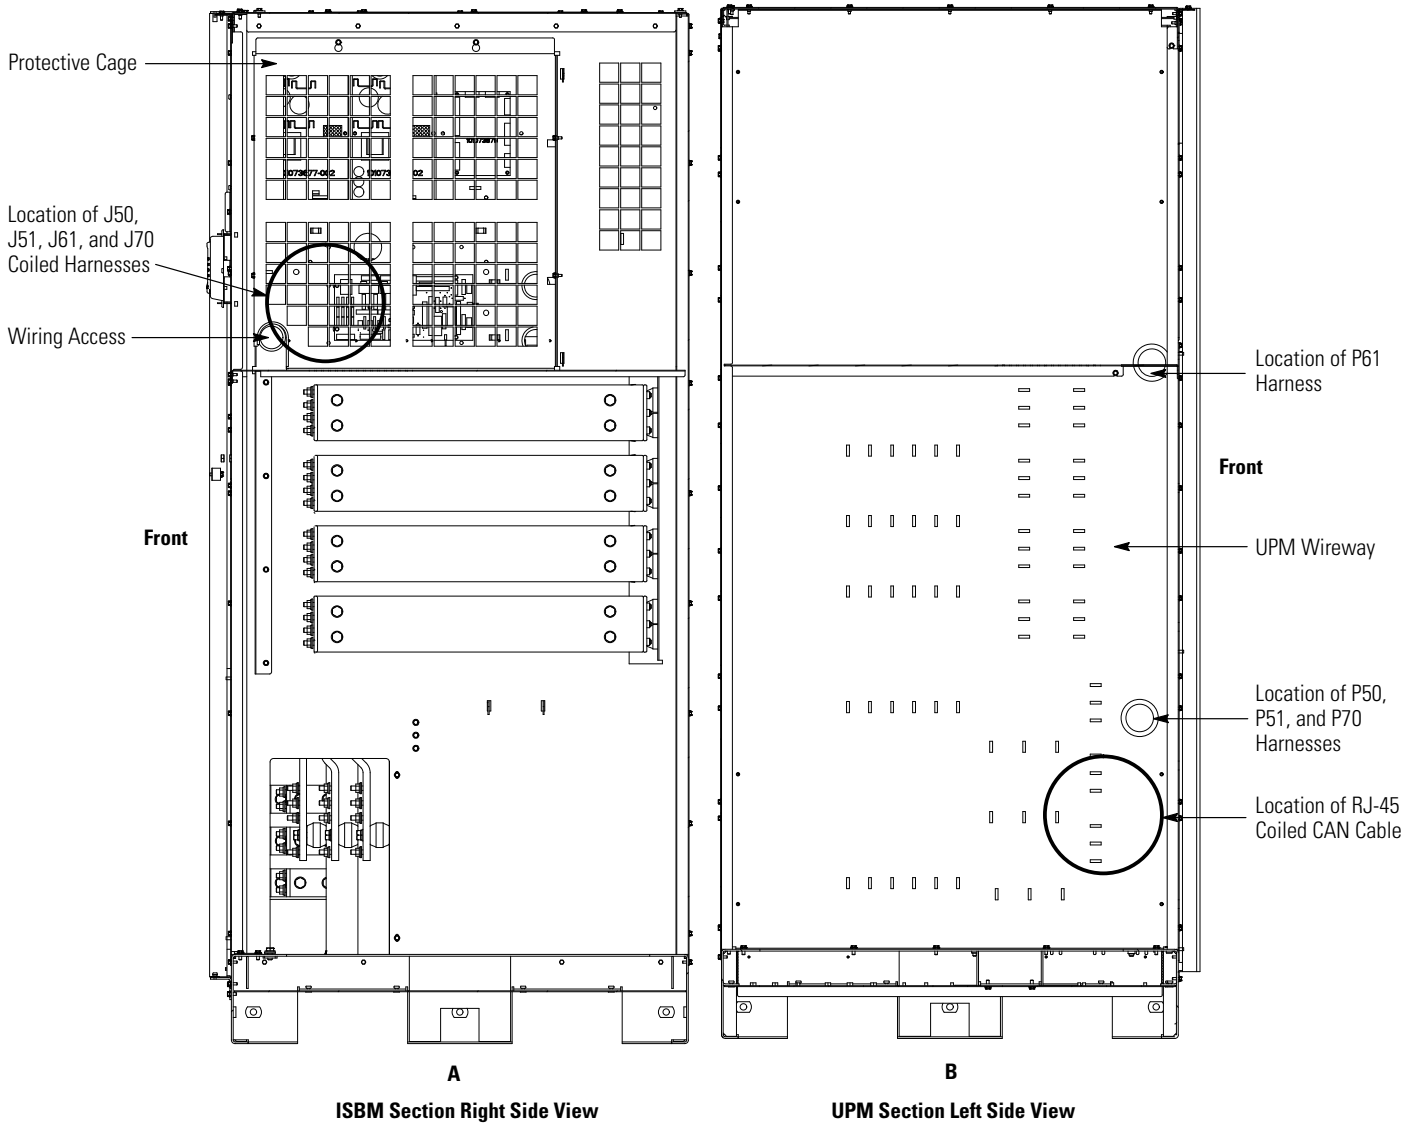 Protective Cage
Location of J50,
J51, J61, and J70
Coiled Harnesses
Wiring Access
Front
Location of P61
Harness
Front
UPM Wireway
Location of P50,
P51, and P70
Harnesses
Location of RJ-45
Coiled CAN Cable
A
B
ISBM Section Right Side View
UPM Section Left Side View